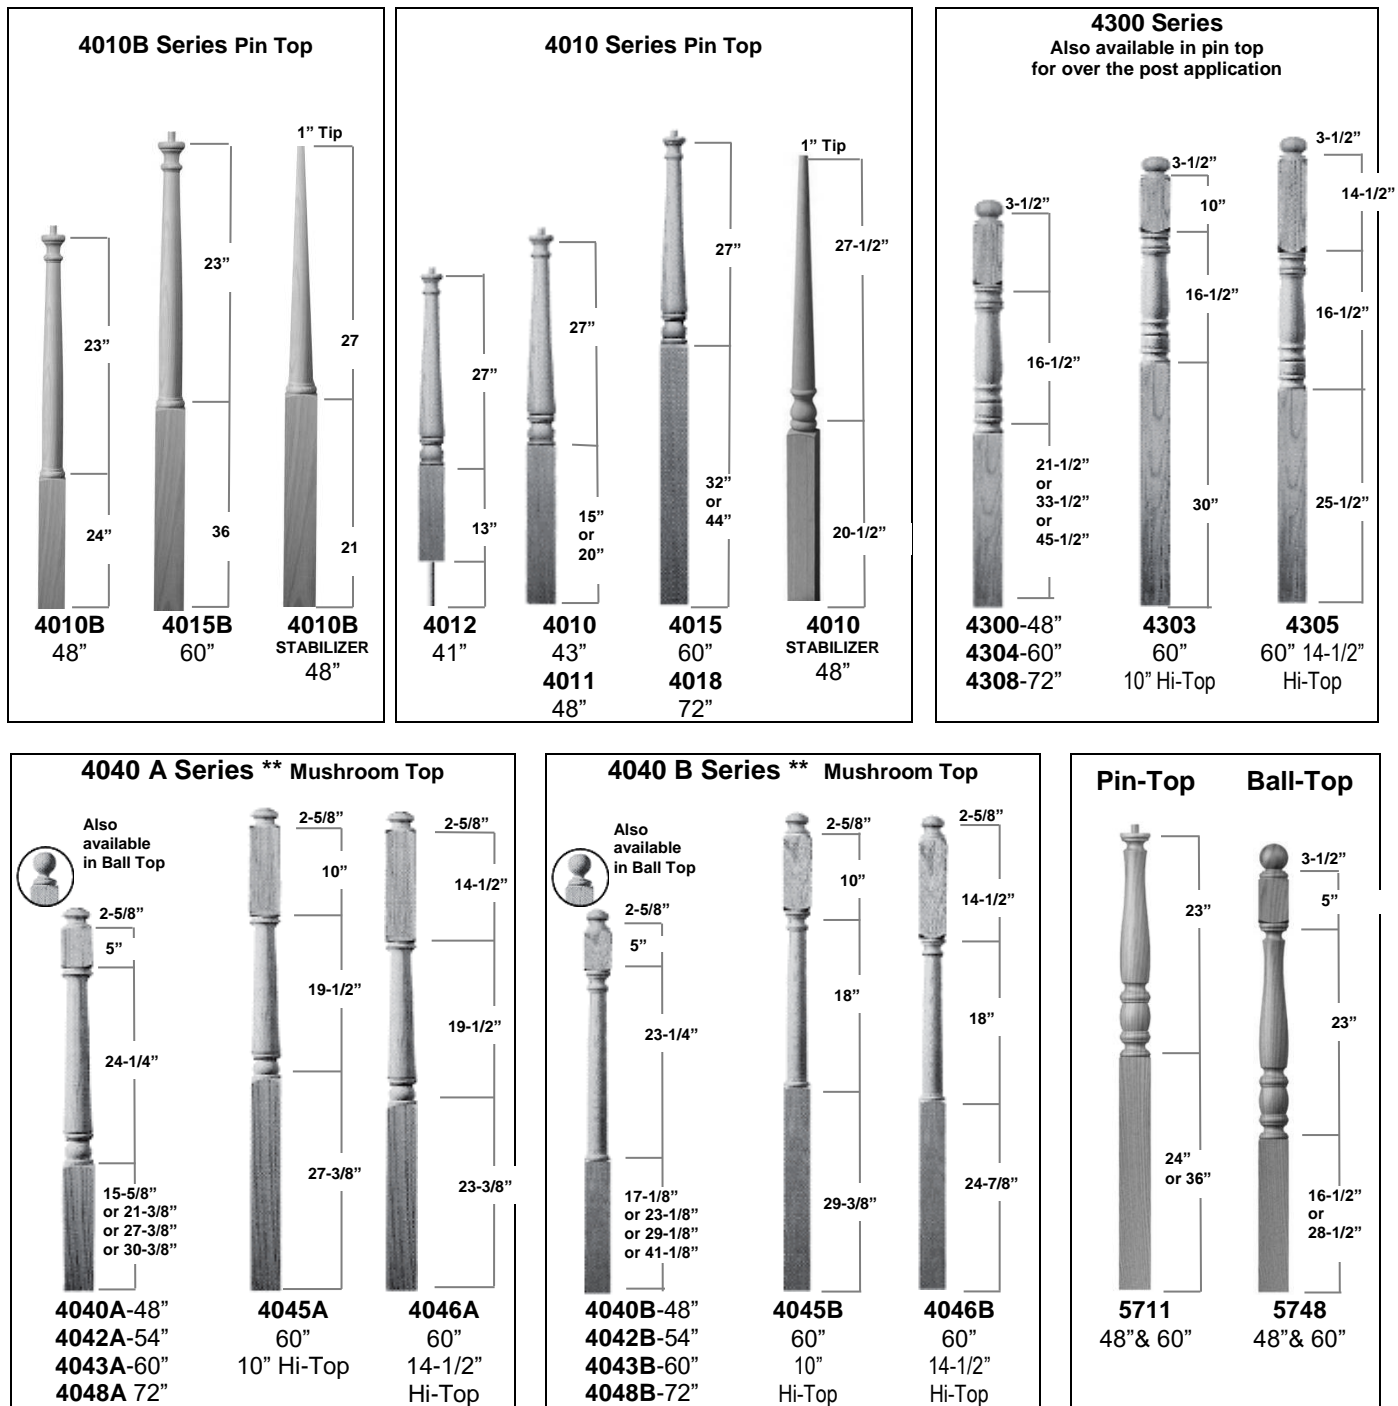 4010B Series Pin Top
1” Tip
23”
23”
27
24”
36
21
4010B
48”
4015B
60”
4010B
STABILIZER
48”
4010 Series Pin Top
1” Tip
27”
27”
27”
27-1/2”
13”
15”
or
20”
32”
or
44”
20-1/2”
4012
41”
4010
43”
4011
48”
4015
60”
4018
72”
4010
STABILIZER
48”
4300 Series
Also available in pin top
for over the post application
3-1/2”
16-1/2”
21-1/2”
or
33-1/2”
or
45-1/2”
4300-48”
4304-60”
4308-72”
3-1/2”
10”
16-1/2”
30”
4303
60”
10” Hi-Top
3-1/2”
14-1/2”
16-1/2”
25-1/2”
4305
60” 14-1/2”
Hi-Top
4040 A Series ** Mushroom Top
Also
available
in Ball Top
2-5/8”
5”
24-1/4”
15-5/8”
or 21-3/8”
or 27-3/8”
or 30-3/8”
4040A-48”
4042A-54”
4043A-60”
4048A 72”
2-5/8”
10”
19-1/2”
27-3/8”
4045A
60”
10” Hi-Top
2-5/8”
14-1/2”
19-1/2”
23-3/8”
4046A
60”
14-1/2”
Hi-Top
4040 B Series ** Mushroom Top
Also
available
in Ball Top
2-5/8”
5”
23-1/4”
17-1/8”
or 23-1/8”
or 29-1/8”
or 41-1/8”
4040B-48”
4042B-54”
4043B-60”
4048B-72”
2-5/8”
10”
18”
29-3/8”
4045B
60”
10”
Hi-Top
2-5/8”
14-1/2”
18”
24-7/8”
4046B
60”
14-1/2”
Hi-Top
Pin-Top
23”
24”
or 36”
5711
48”& 60”
Ball-Top
3-1/2”
5”
23”
16-1/2”
or
28-1/2”
5748
48”& 60”